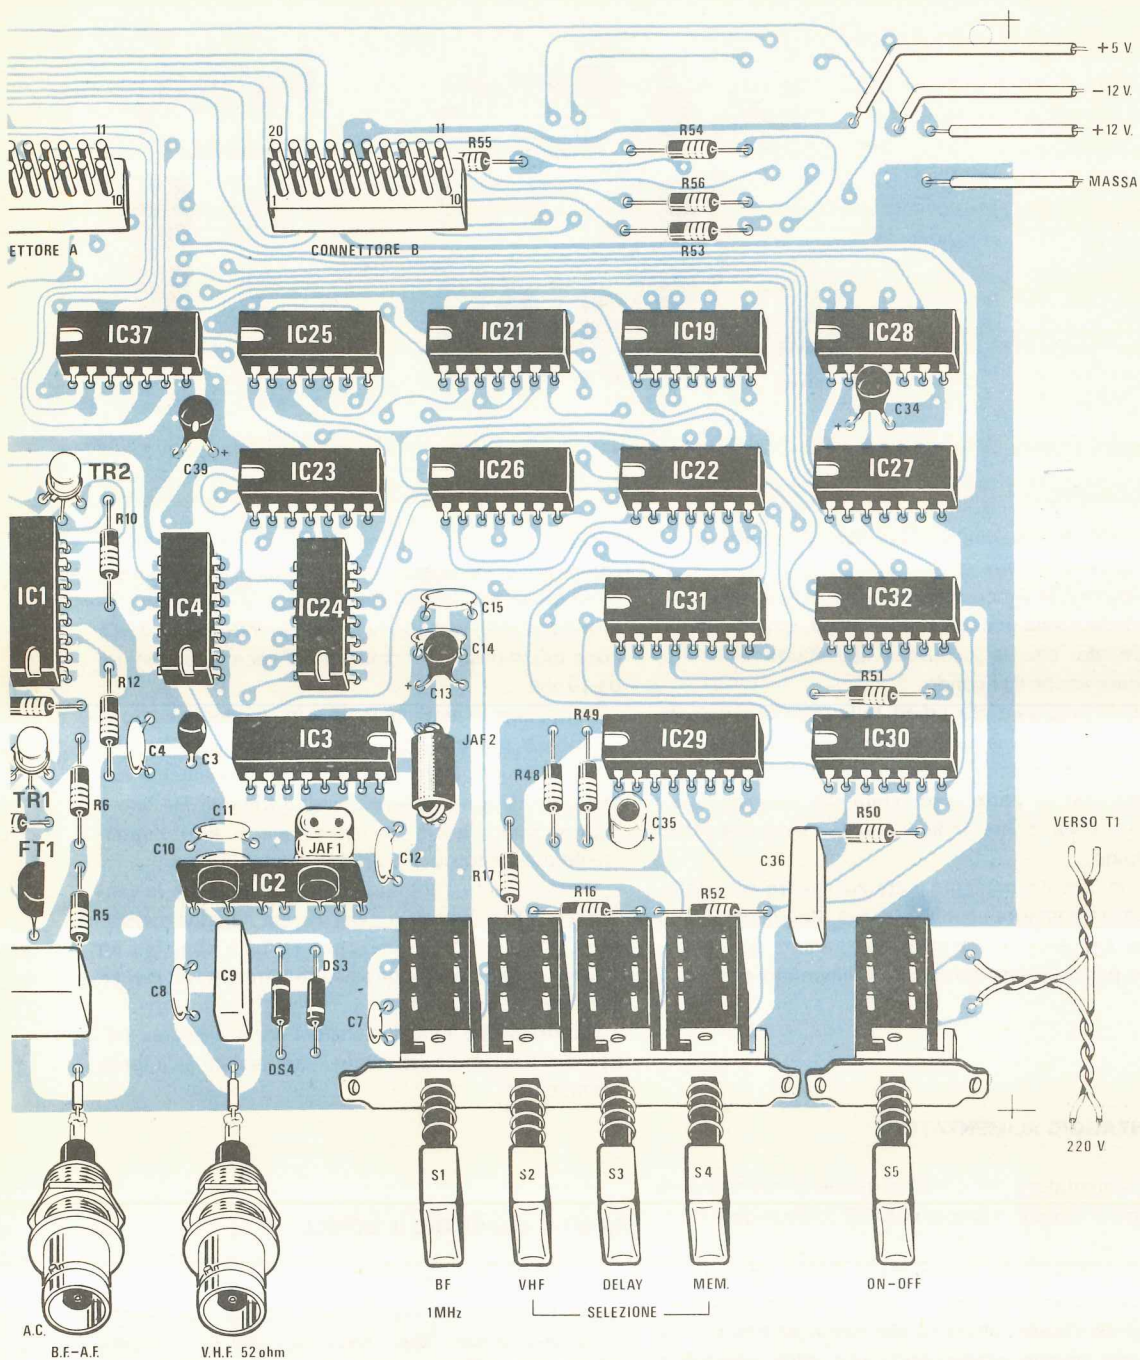 +5 V.
−12 V.
+12 V.
MASSA
11
10
ETTORE A
20
11
1
10
CONNETTORE B
R55
R54
R56
R53
IC37
IC25
IC21
IC19
IC28
C39
+
C34
+
TR2
IC23
IC26
IC22
IC27
R10
IC1
IC4
IC24
C15
C14
C13
+
IC31
IC32
R51
R12
C4
C3
IC3
JAF2
R49
R48
IC29
IC30
TR1
R6
FT1
C11
C10
JAF1
C12
IC2
R5
R17
C35
+
R50
C36
R16
R52
VERSO T1
C8
C9
DS3
DS4
C7
220 V.
S1
S2
S3
S4
S5
BF
VHF
DELAY
MEM.
ON-OFF
1MHz
SELEZIONE
A.C.
B.F.-A.F.
V.H.F. 52 ohm